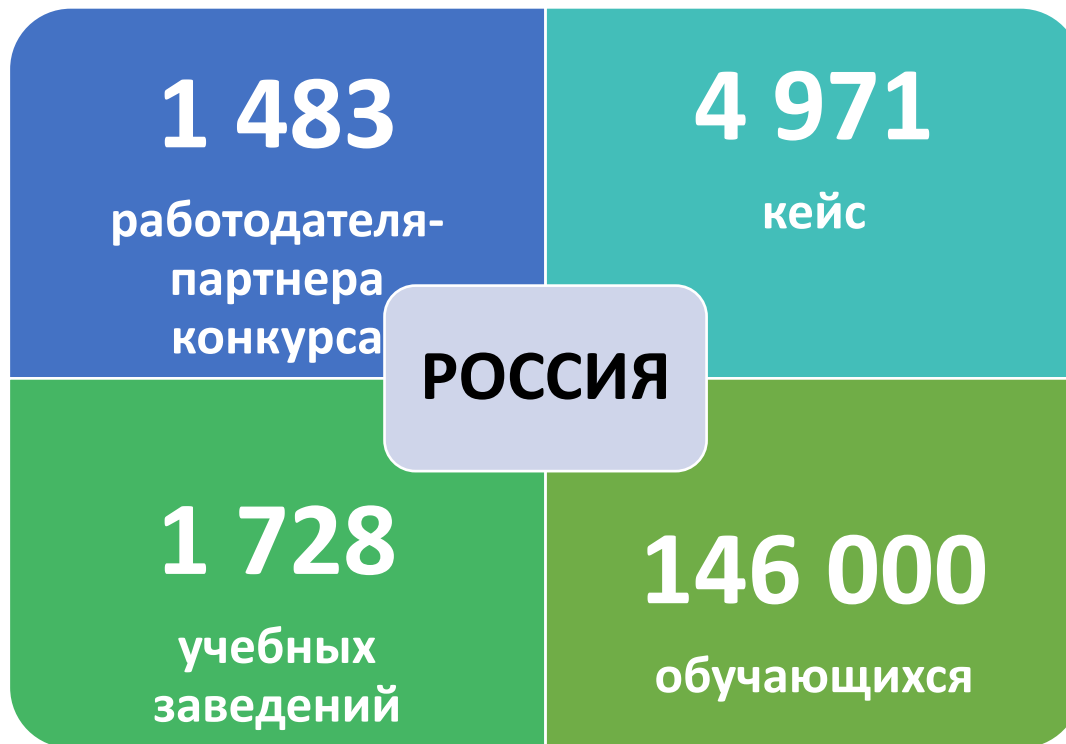 1 483
работодателя-
партнера
конкурса
4 971
кейс
РОССИЯ
1 728
учебных
заведений
146 000
обучающихся